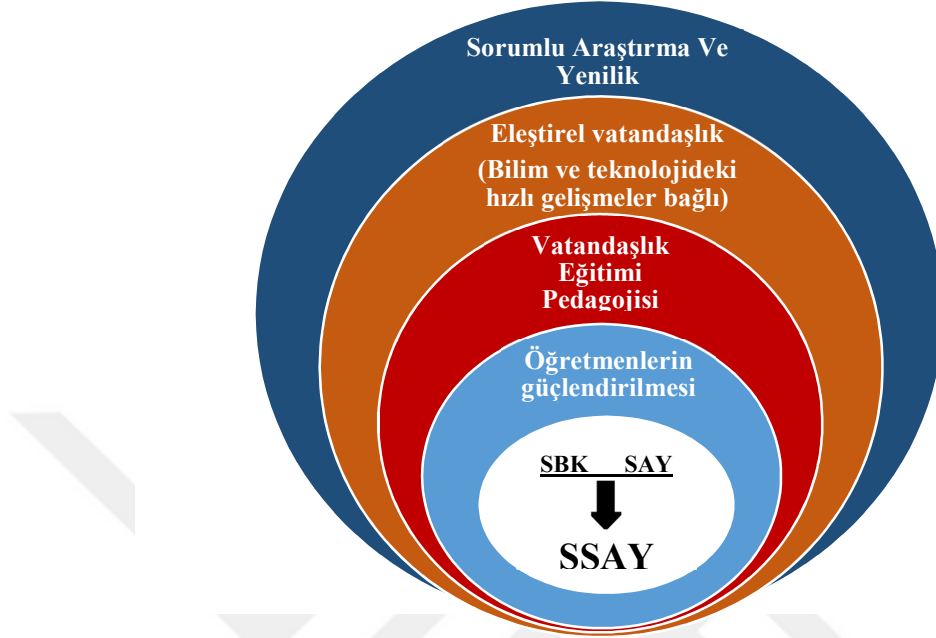 Sorumlu Araştırma Ve
Yenilik
Eleştirel vatandaşlık
(Bilim ve teknolojideki
hızlı gelişmeler bağlı)
Vatandaşlık
Eğitimi
Pedagojisi
Öğretmenlerin
güçlendirilmesi
SBK SAY
SSAY